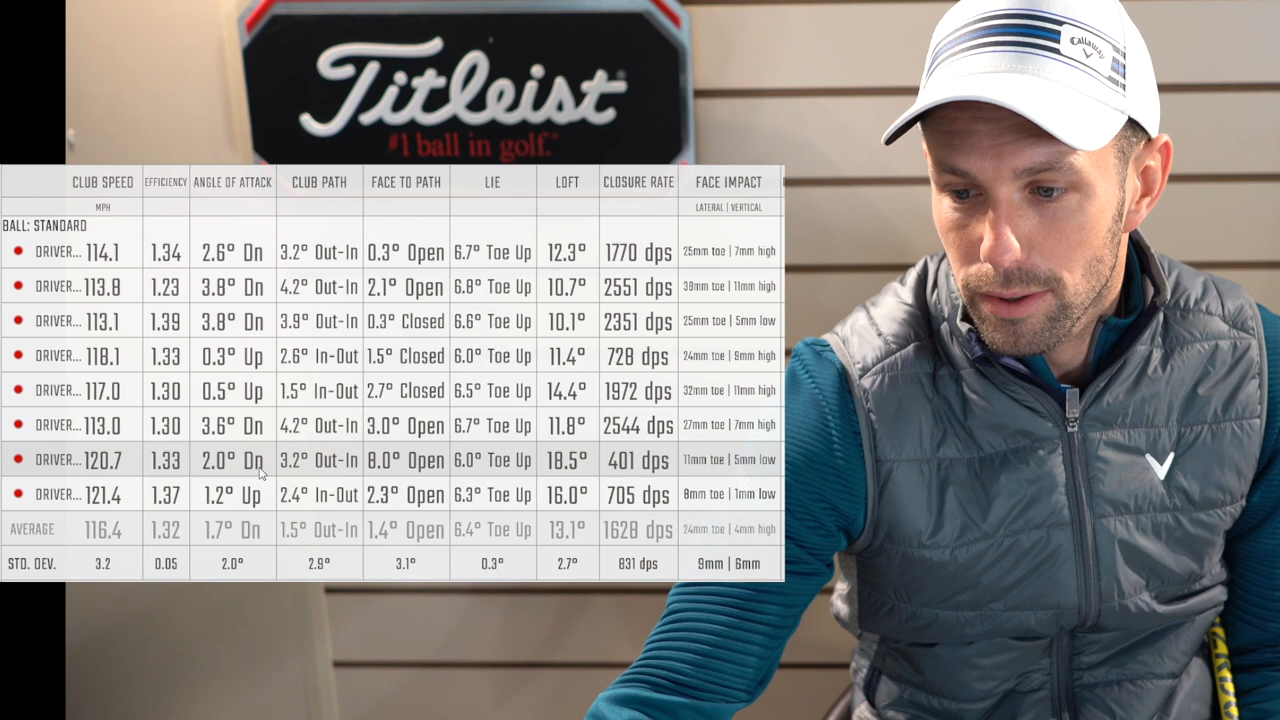 Titleist
#1 ball in golf.
Callaway
CLUB SPEED EFFICIENCY ANGLE OF ATTACK CLUB PATH FACE TO PATH LIE LOFT CLOSURE RATE FACE IMPACT
MPH LATERAL | VERTICAL
BALL: STANDARD
DRIVER... 114.1 1.34 2.6° Dn 3.2° Out-In 0.3° Open 6.7° Toe Up 12.3° 1770 dps 25mm toe | 7mm high
DRIVER... 113.8 1.23 3.8° Dn 4.2° Out-In 2.1° Open 6.8° Toe Up 10.7° 2551 dps 38mm toe | 11mm high
DRIVER... 113.1 1.39 3.8° Dn 3.9° Out-In 0.3° Closed 6.6° Toe Up 10.1° 2351 dps 25mm toe | 5mm low
DRIVER... 118.1 1.33 0.3° Up 2.6° In-Out 1.5° Closed 6.0° Toe Up 11.4° 728 dps 24mm toe | 9mm high
DRIVER... 117.0 1.30 0.5° Up 1.5° In-Out 2.7° Closed 6.5° Toe Up 14.4° 1972 dps 32mm toe | 11mm high
DRIVER... 113.0 1.30 3.6° Dn 4.2° Out-In 3.0° Open 6.7° Toe Up 11.8° 2544 dps 27mm toe | 7mm high
DRIVER... 120.7 1.33 2.0° Dn 3.2° Out-In 8.0° Open 6.0° Toe Up 18.5° 401 dps 11mm toe | 5mm low
DRIVER... 121.4 1.37 1.2° Up 2.4° In-Out 2.3° Open 6.3° Toe Up 16.0° 705 dps 8mm toe | 1mm low
AVERAGE 116.4 1.32 1.7° Dn 1.5° Out-In 1.4° Open 6.4° Toe Up 13.1° 1628 dps 24mm toe | 4mm high
STD. DEV. 3.2 0.05 2.0° 2.9° 3.1° 0.3° 2.7° 831 dps 9mm | 6mm